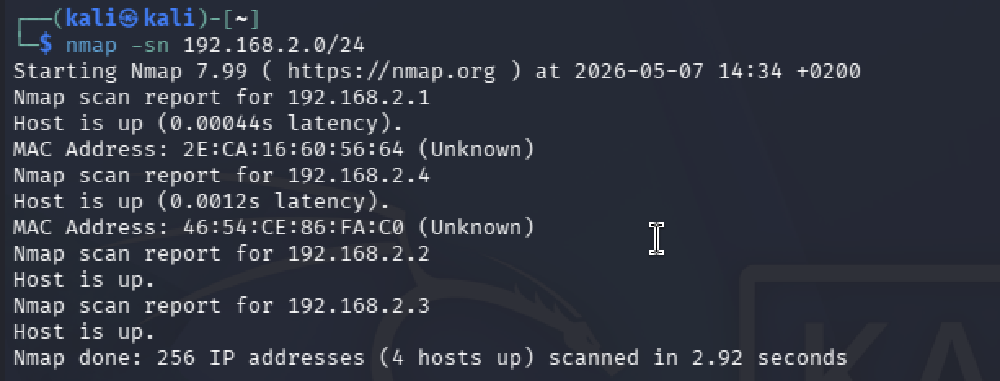 ┌──(kali㉿kali)-[~]
└─$ nmap -sn 192.168.2.0/24
Starting Nmap 7.99 ( https://nmap.org ) at 2026-05-07 14:34 +0200
Nmap scan report for 192.168.2.1
Host is up (0.00044s latency).
MAC Address: 2E:CA:16:60:56:64 (Unknown)
Nmap scan report for 192.168.2.4
Host is up (0.0012s latency).
MAC Address: 46:54:CE:86:FA:C0 (Unknown)
Nmap scan report for 192.168.2.2
Host is up.
Nmap scan report for 192.168.2.3
Host is up.
Nmap done: 256 IP addresses (4 hosts up) scanned in 2.92 seconds
KA